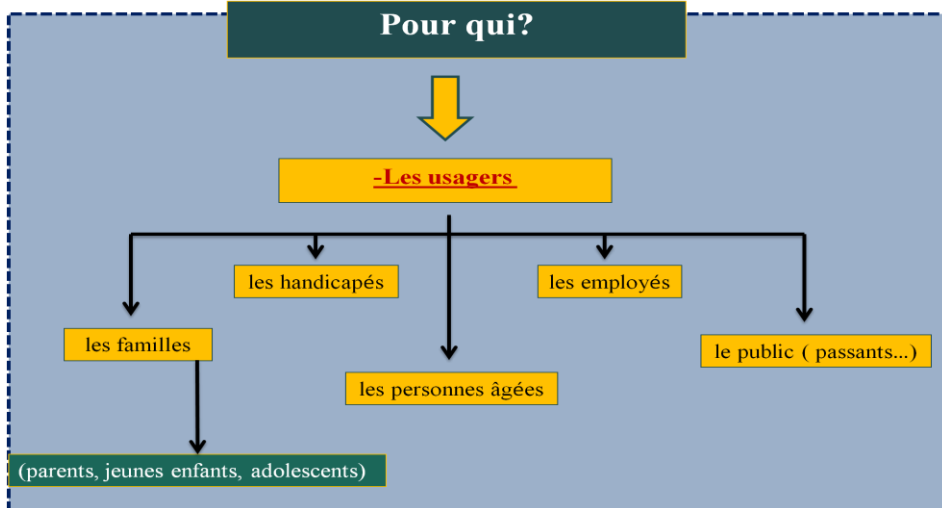 Pour qui?
-Les usagers
les handicapés
les employés
les familles
le public ( passants...)
les personnes âgées
(parents, jeunes enfants, adolescents)